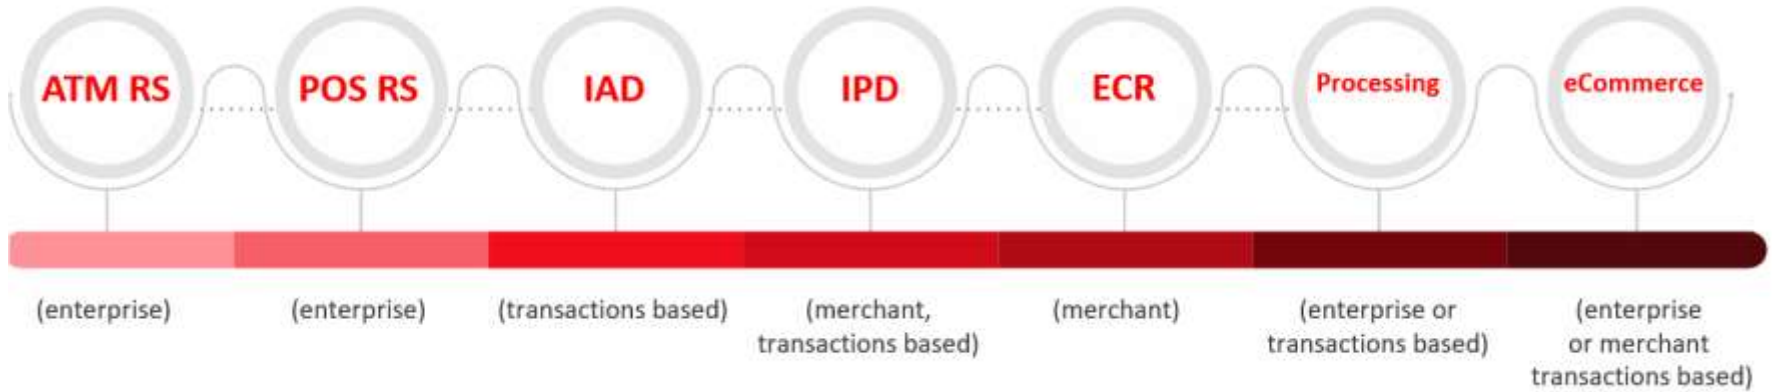 ATM RS
POS RS
IAD
IPD
ECR
Processing
eCommerce
(enterprise)
(enterprise)
(transactions based)
(merchant,
transactions based)
(merchant)
(enterprise or
transactions based)
(enterprise
or merchant
transactions based)